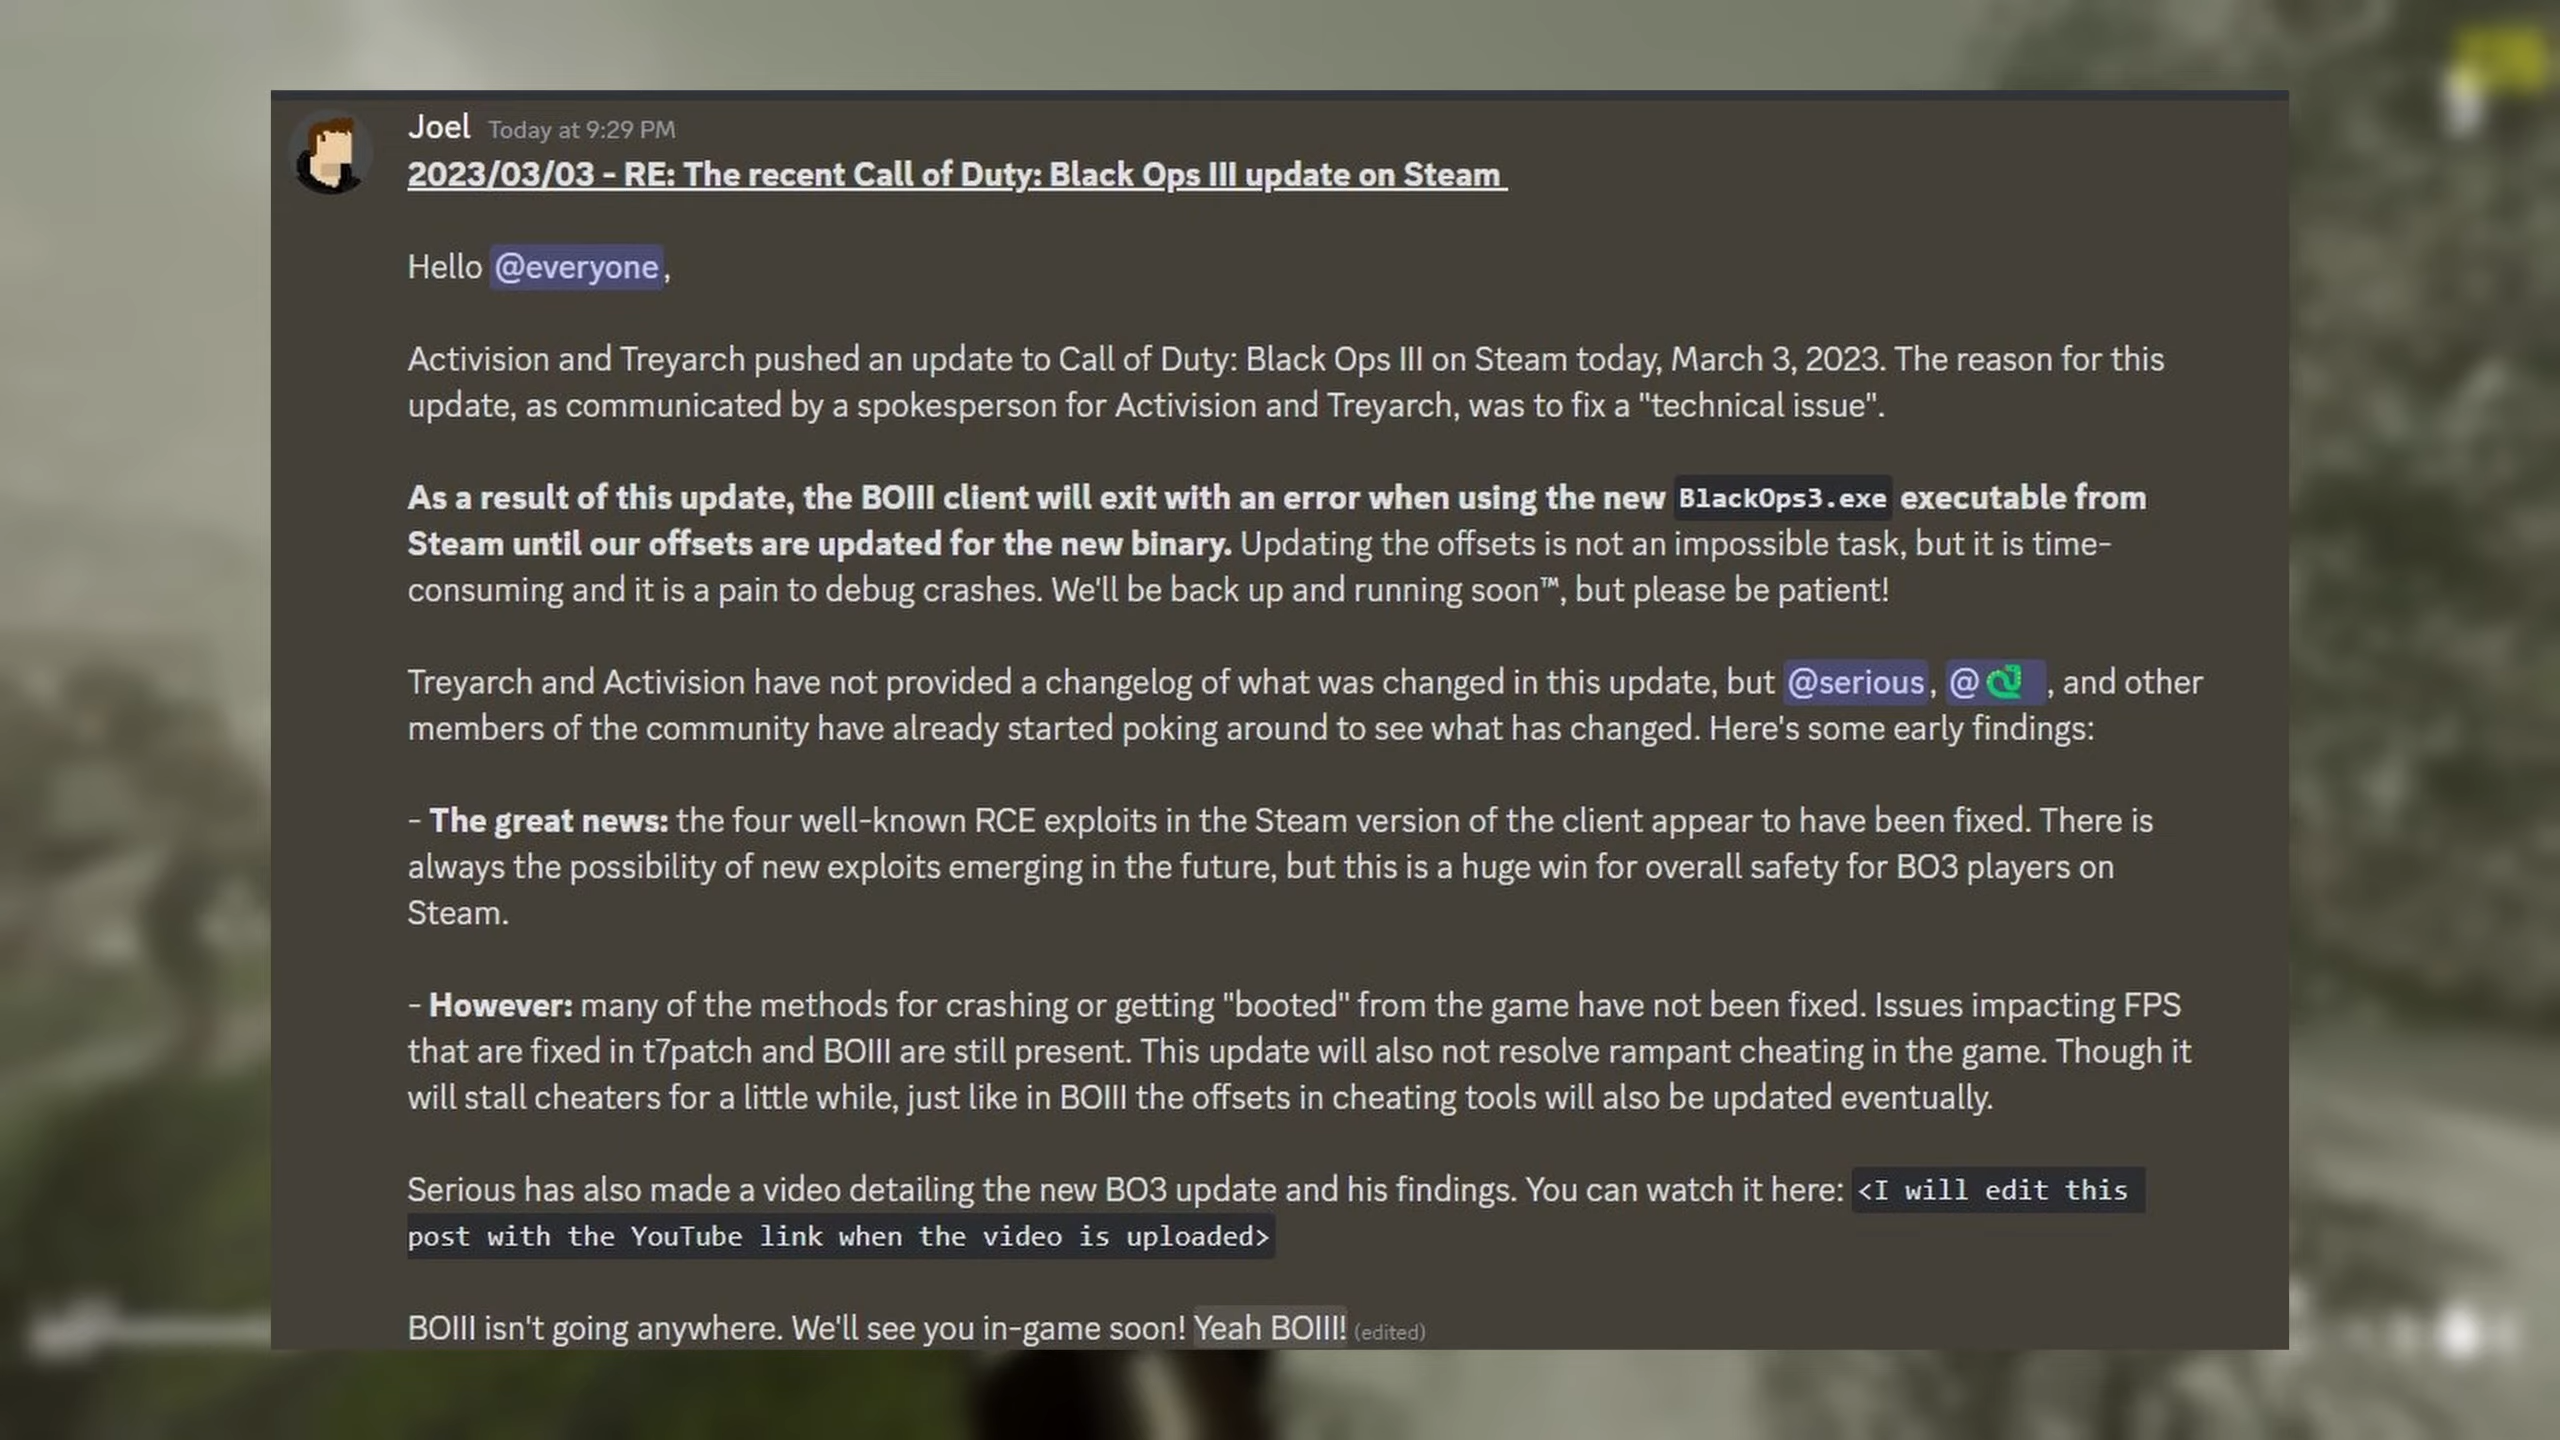 Joel Today at 9:29 PM
2023/03/03 - RE: The recent Call of Duty: Black Ops III update on Steam
Hello @everyone,
Activision and Treyarch pushed an update to Call of Duty: Black Ops III on Steam today, March 3, 2023. The reason for this
update, as communicated by a spokesperson for Activision and Treyarch, was to fix a "technical issue".
As a result of this update, the BOIII client will exit with an error when using the new BlackOps3.exe executable from
Steam until our offsets are updated for the new binary. Updating the offsets is not an impossible task, but it is time-
consuming and it is a pain to debug crashes. We'll be back up and running soon™, but please be patient!
Treyarch and Activision have not provided a changelog of what was changed in this update, but @serious, @, and other
members of the community have already started poking around to see what has changed. Here's some early findings:
- The great news: the four well-known RCE exploits in the Steam version of the client appear to have been fixed. There is
always the possibility of new exploits emerging in the future, but this is a huge win for overall safety for BO3 players on
Steam.
- However: many of the methods for crashing or getting "booted" from the game have not been fixed. Issues impacting FPS
that are fixed in t7patch and BOIII are still present. This update will also not resolve rampant cheating in the game. Though it
will stall cheaters for a little while, just like in BOIII the offsets in cheating tools will also be updated eventually.
Serious has also made a video detailing the new BO3 update and his findings. You can watch it here: <I will edit this
post with the YouTube link when the video is uploaded>
BOIII isn't going anywhere. We'll see you in-game soon! Yeah BOIII! (edited)